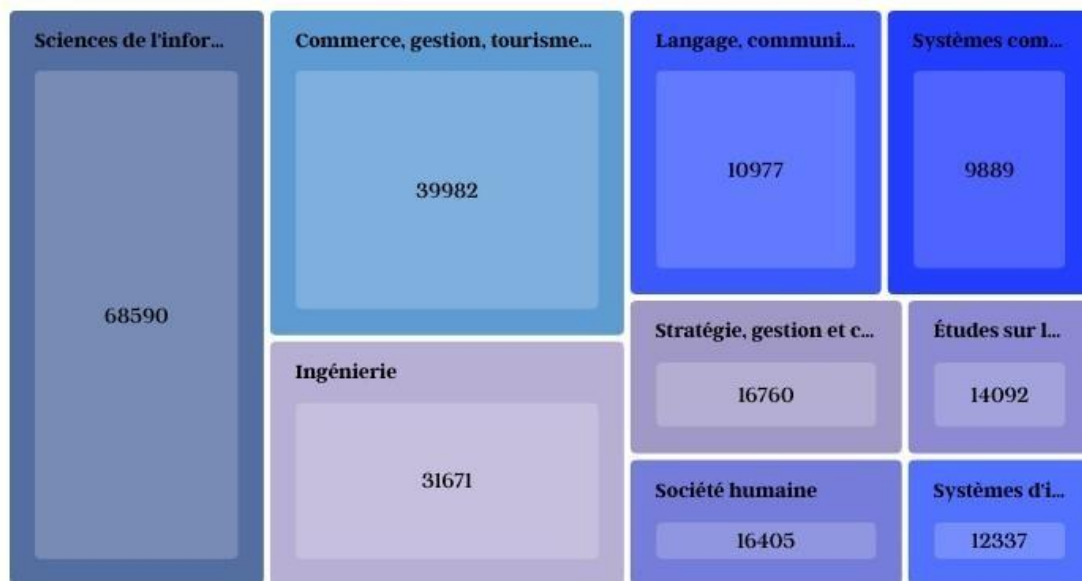 Sciences de l'infor...
68590
Commerce, gestion, tourisme...
39982
Ingénierie
31671
Langage, communi...
10977
Systèmes com...
9889
Stratégie, gestion et c...
16760
Études sur l...
14092
Société humaine
16405
Systèmes d'i...
12337